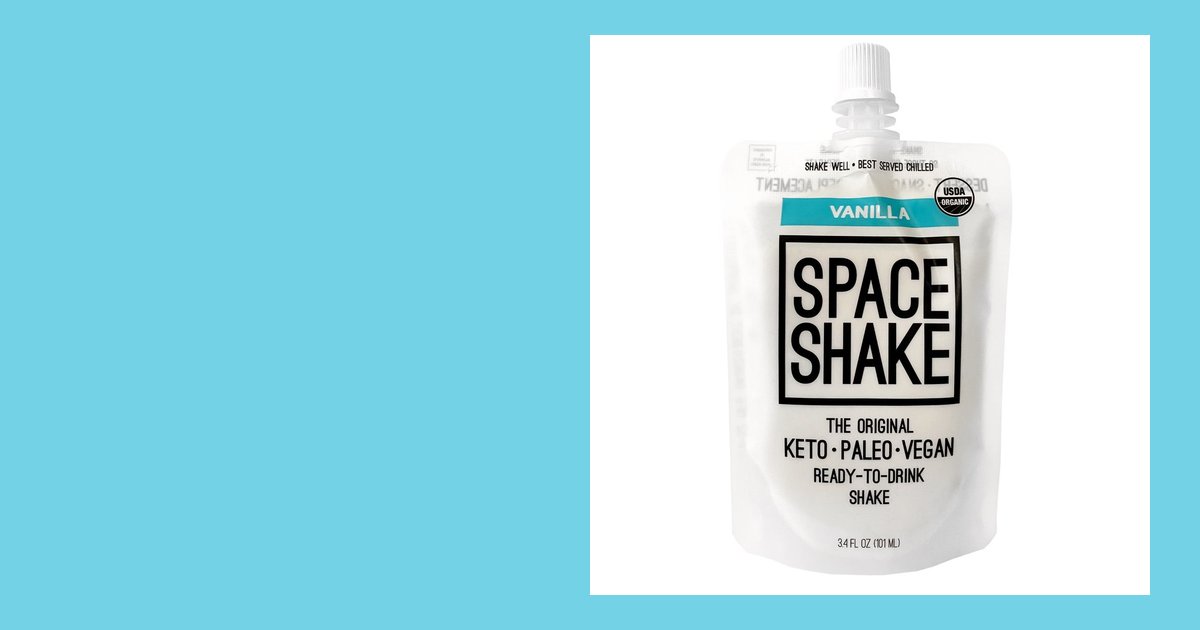 SHAKE WELL • BEST SERVED CHILLED
USDA
ORGANIC
VANILLA
SPACE
SHAKE
THE ORIGINAL
KETO • PALEO • VEGAN
READY-TO-DRINK
SHAKE
3.4 FL OZ (101 ML)